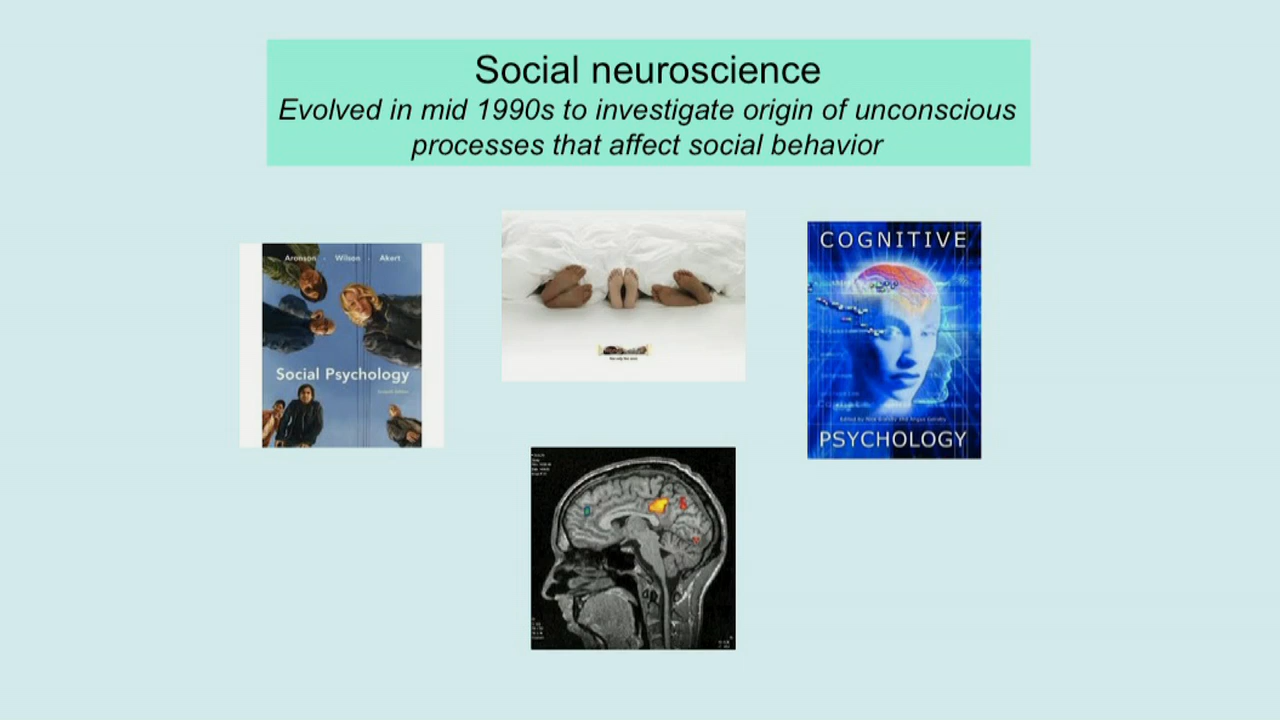 Social neuroscience
Evolved in mid 1990s to investigate origin of unconscious
processes that affect social behavior
Aronson · Wilson · Akert
Social Psychology
COGNITIVE
PSYCHOLOGY